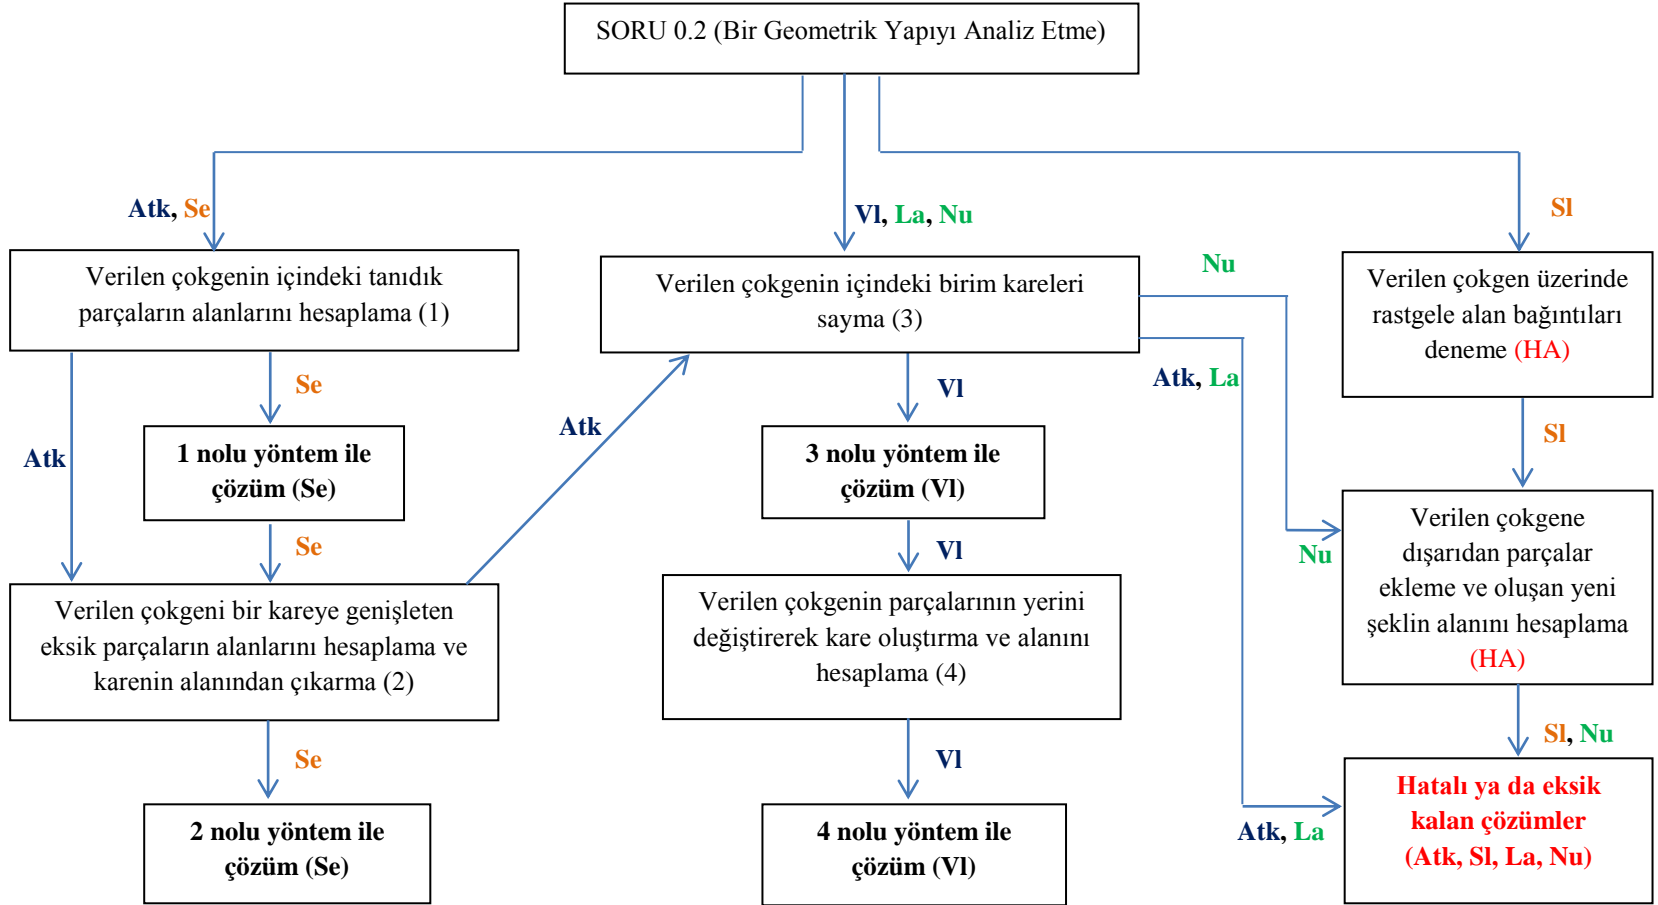 SORU 0.2 (Bir Geometrik Yapıyı Analiz Etme)
Atk, Se
Vl, La, Nu
Sl
Verilen çokgenin içindeki tanıdık
parçaların alanlarını hesaplama (1)
Verilen çokgenin içindeki birim kareleri
sayma (3)
Nu
Verilen çokgen üzerinde
rastgele alan bağıntıları
deneme (HA)
Se
Vl
Atk, La
Atk
Atk
Sl
1 nolu yöntem ile
çözüm (Se)
3 nolu yöntem ile
çözüm (Vl)
Se
Vl
Nu
Verilen çokgene
dışarıdan parçalar
ekleme ve oluşan yeni
şeklin alanını hesaplama
(HA)
Verilen çokgeni bir kareye genişleten
eksik parçaların alanlarını hesaplama ve
karenin alanından çıkarma (2)
Verilen çokgenin parçalarının yerini
değiştirerek kare oluşturma ve alanını
hesaplama (4)
Se
Vl
Sl, Nu
2 nolu yöntem ile
çözüm (Se)
4 nolu yöntem ile
çözüm (Vl)
Atk, La
Hatalı ya da eksik
kalan çözümler
(Atk, Sl, La, Nu)